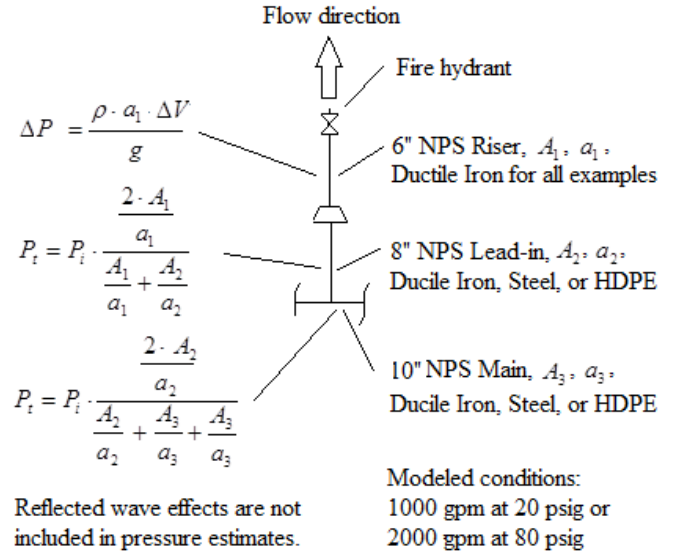 Flow direction
Fire hydrant
ΔP = ρ · a₁ · ΔV / g
6" NPS Riser, A₁, a₁,
Ductile Iron for all examples
Pₜ = Pᵢ · (2 · A₁ / a₁) / (A₁ / a₁ + A₂ / a₂)
8" NPS Lead-in, A₂, a₂,
Ducile Iron, Steel, or HDPE
Pₜ = Pᵢ · (2 · A₂ / a₂) / (A₂ / a₂ + A₃ / a₃ + A₃ / a₃)
10" NPS Main, A₃, a₃,
Ducile Iron, Steel, or HDPE
Reflected wave effects are not
included in pressure estimates.
Modeled conditions:
1000 gpm at 20 psig or
2000 gpm at 80 psig